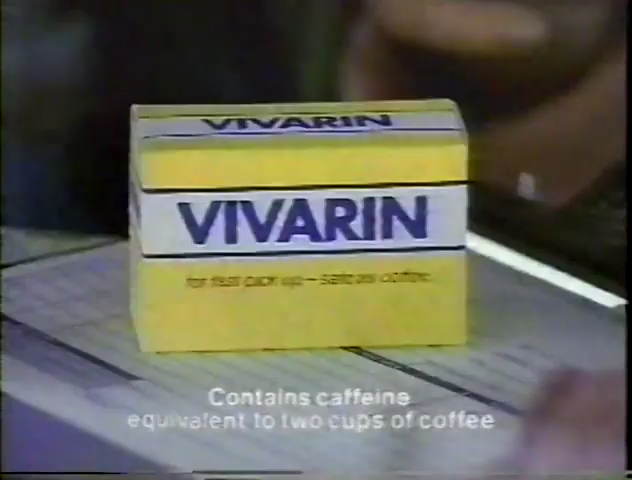 VIVARIN
VIVARIN
for fast pick up — safe as coffee
Contains caffeine
equivalent to two cups of coffee